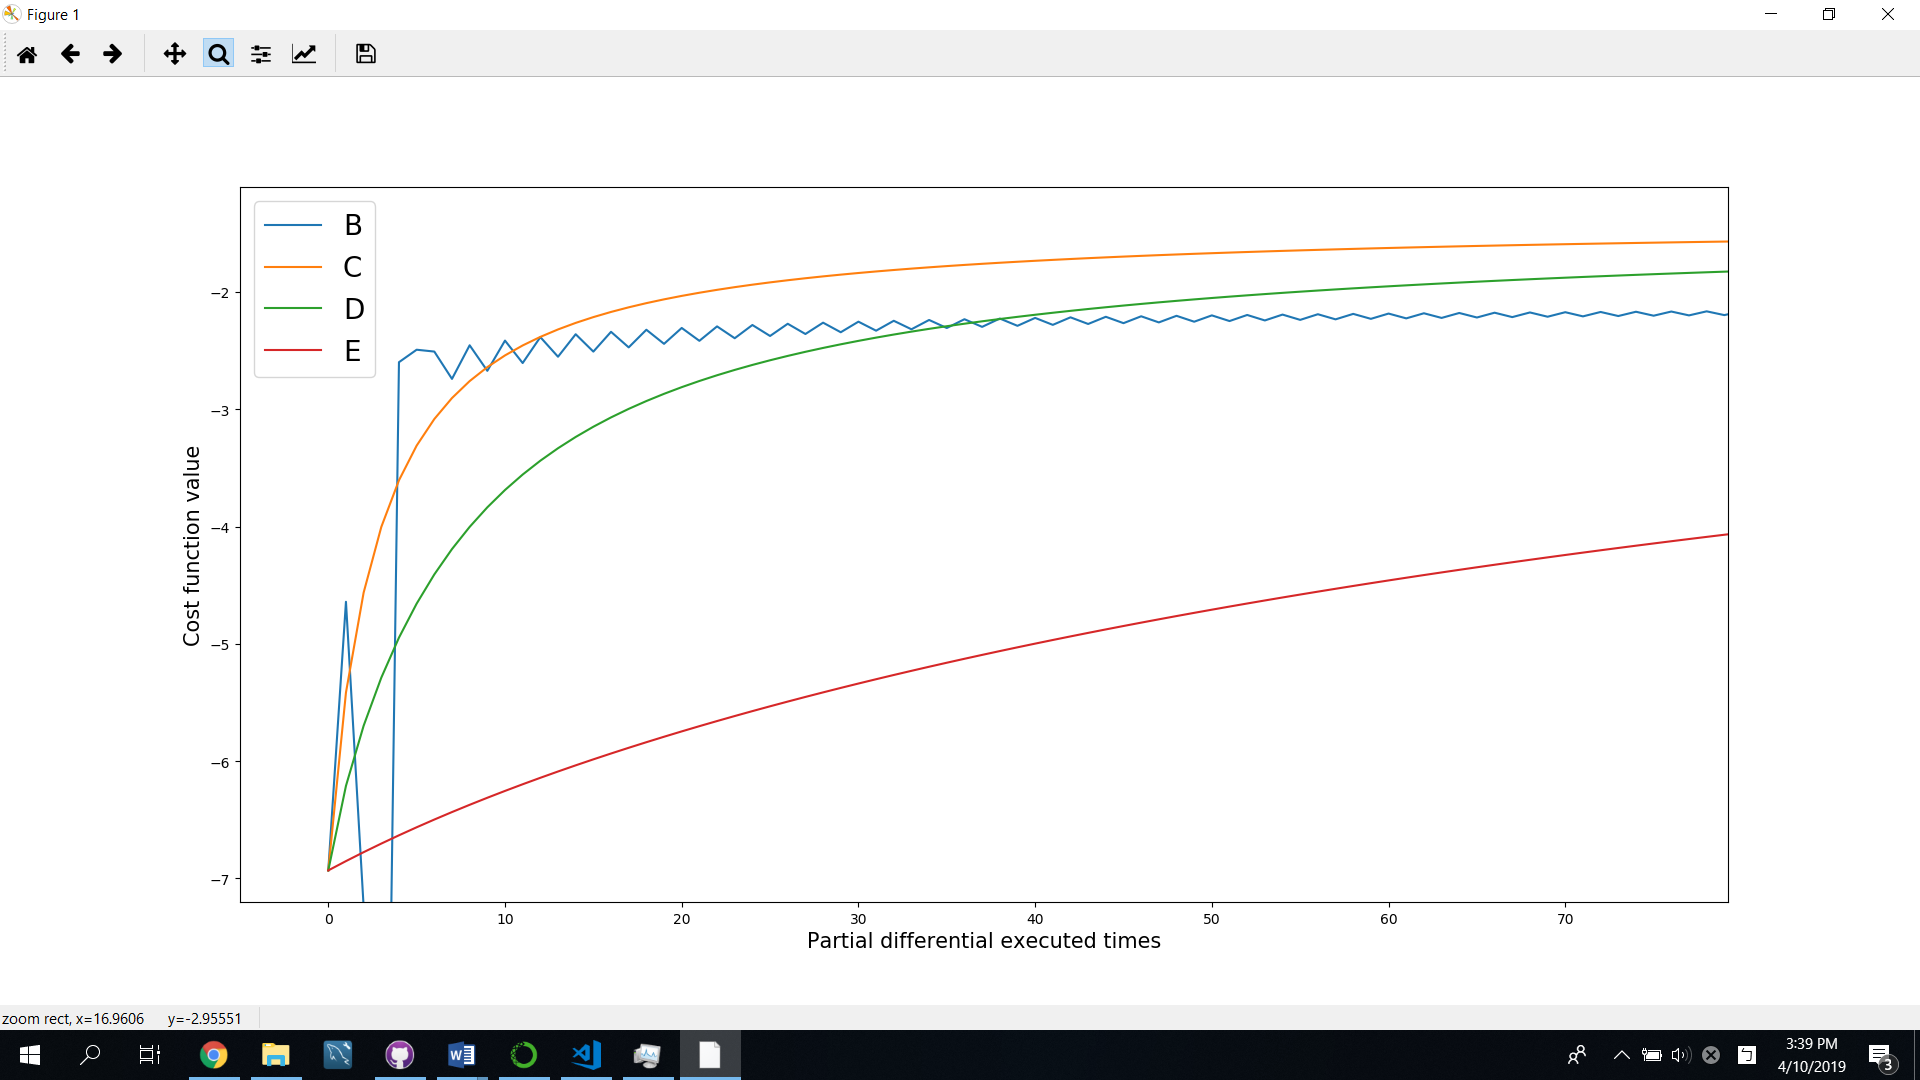 Figure 1
B
C
D
E
−2
−3
−4
−5
−6
−7
Cost function value
0 10 20 30 40 50 60 70
Partial differential executed times
zoom rect, x=16.9606 y=-2.95551
3:39 PM
4/10/2019
3